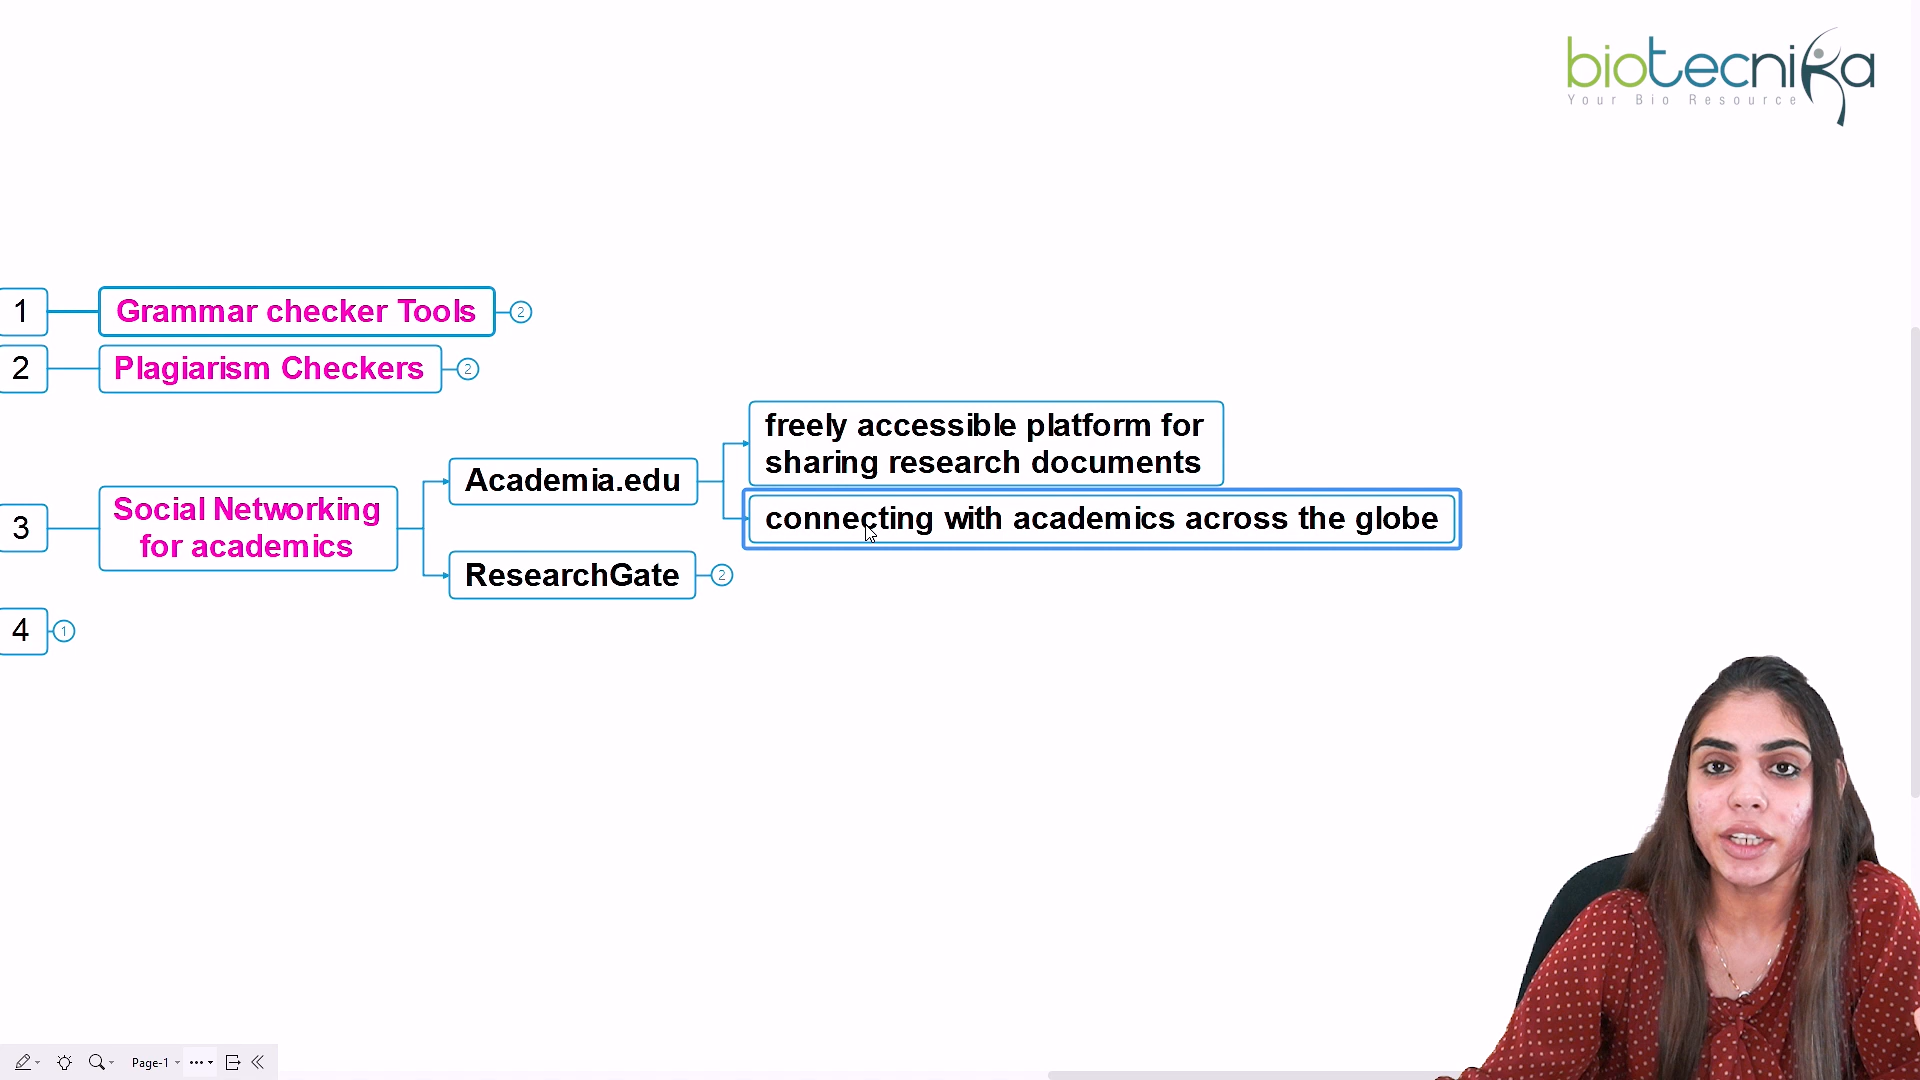 biotecnika
Your Bio Resource
1
Grammar checker Tools
2
2
Plagiarism Checkers
2
3
Social Networking
for academics
Academia.edu
freely accessible platform for
sharing research documents
connecting with academics across the globe
ResearchGate
2
4
1
Page-1